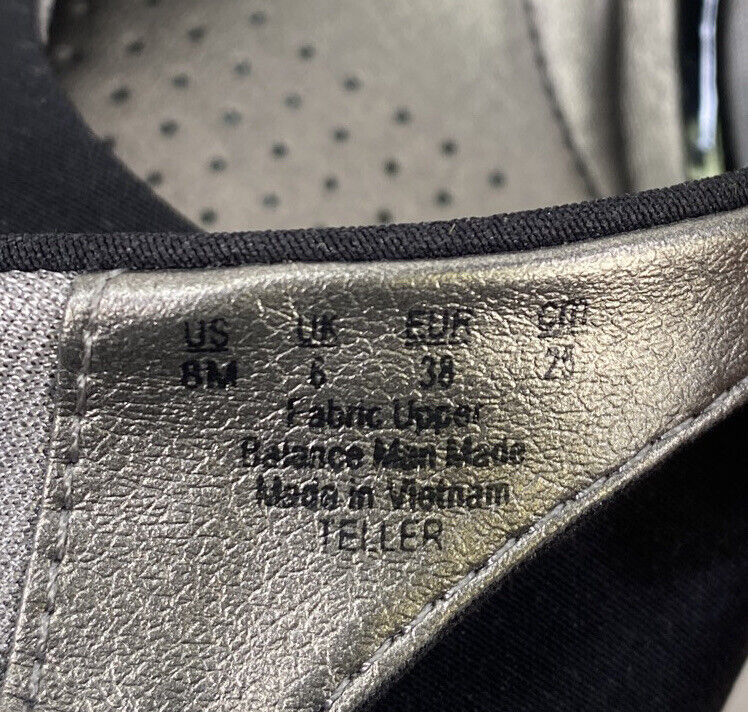 US UK EUR cm
8M 6 38 25
Fabric Upper
Balance Man Made
Made in Vietnam
TELLER